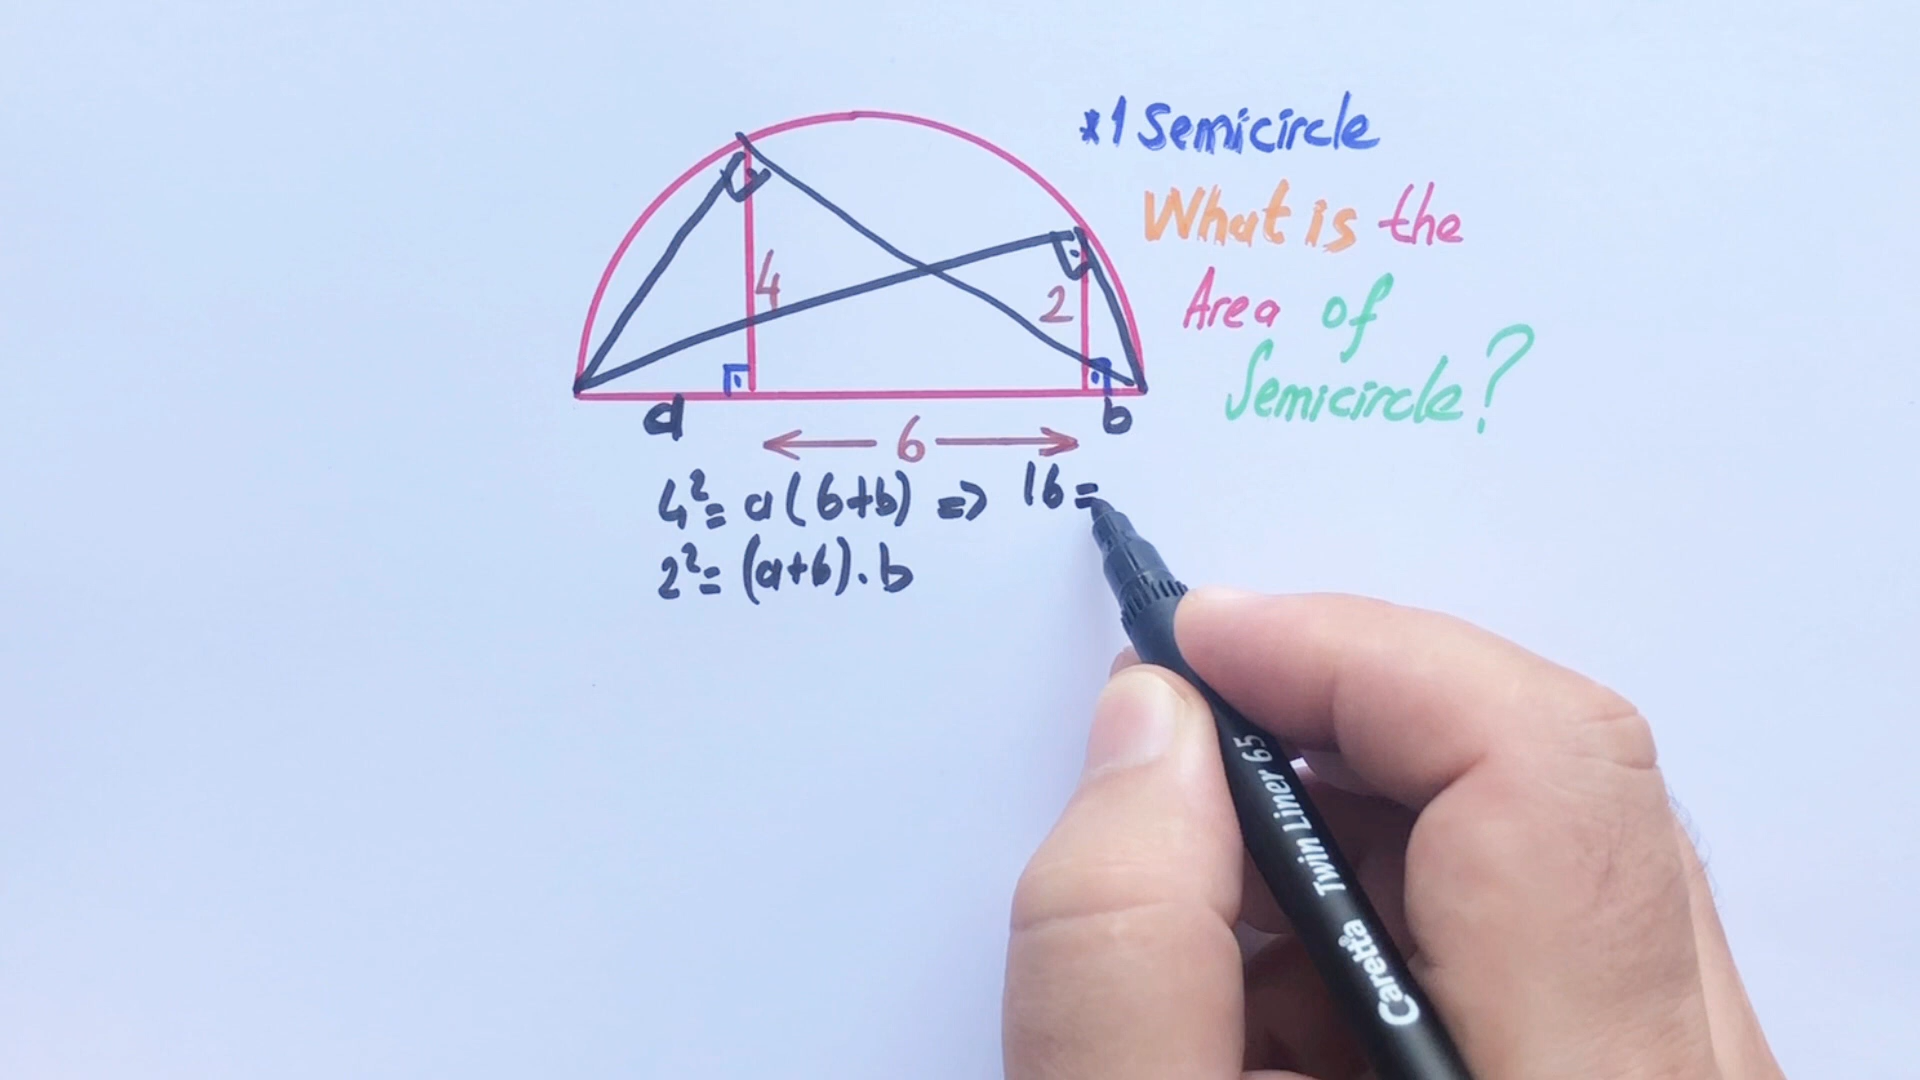 *1 Semicircle
What is the
Area of
Semicircle?
4
2
a
b
6
4²= a(6+b) => 16=
2²= (a+6).b
Caretta Twin Liner 65